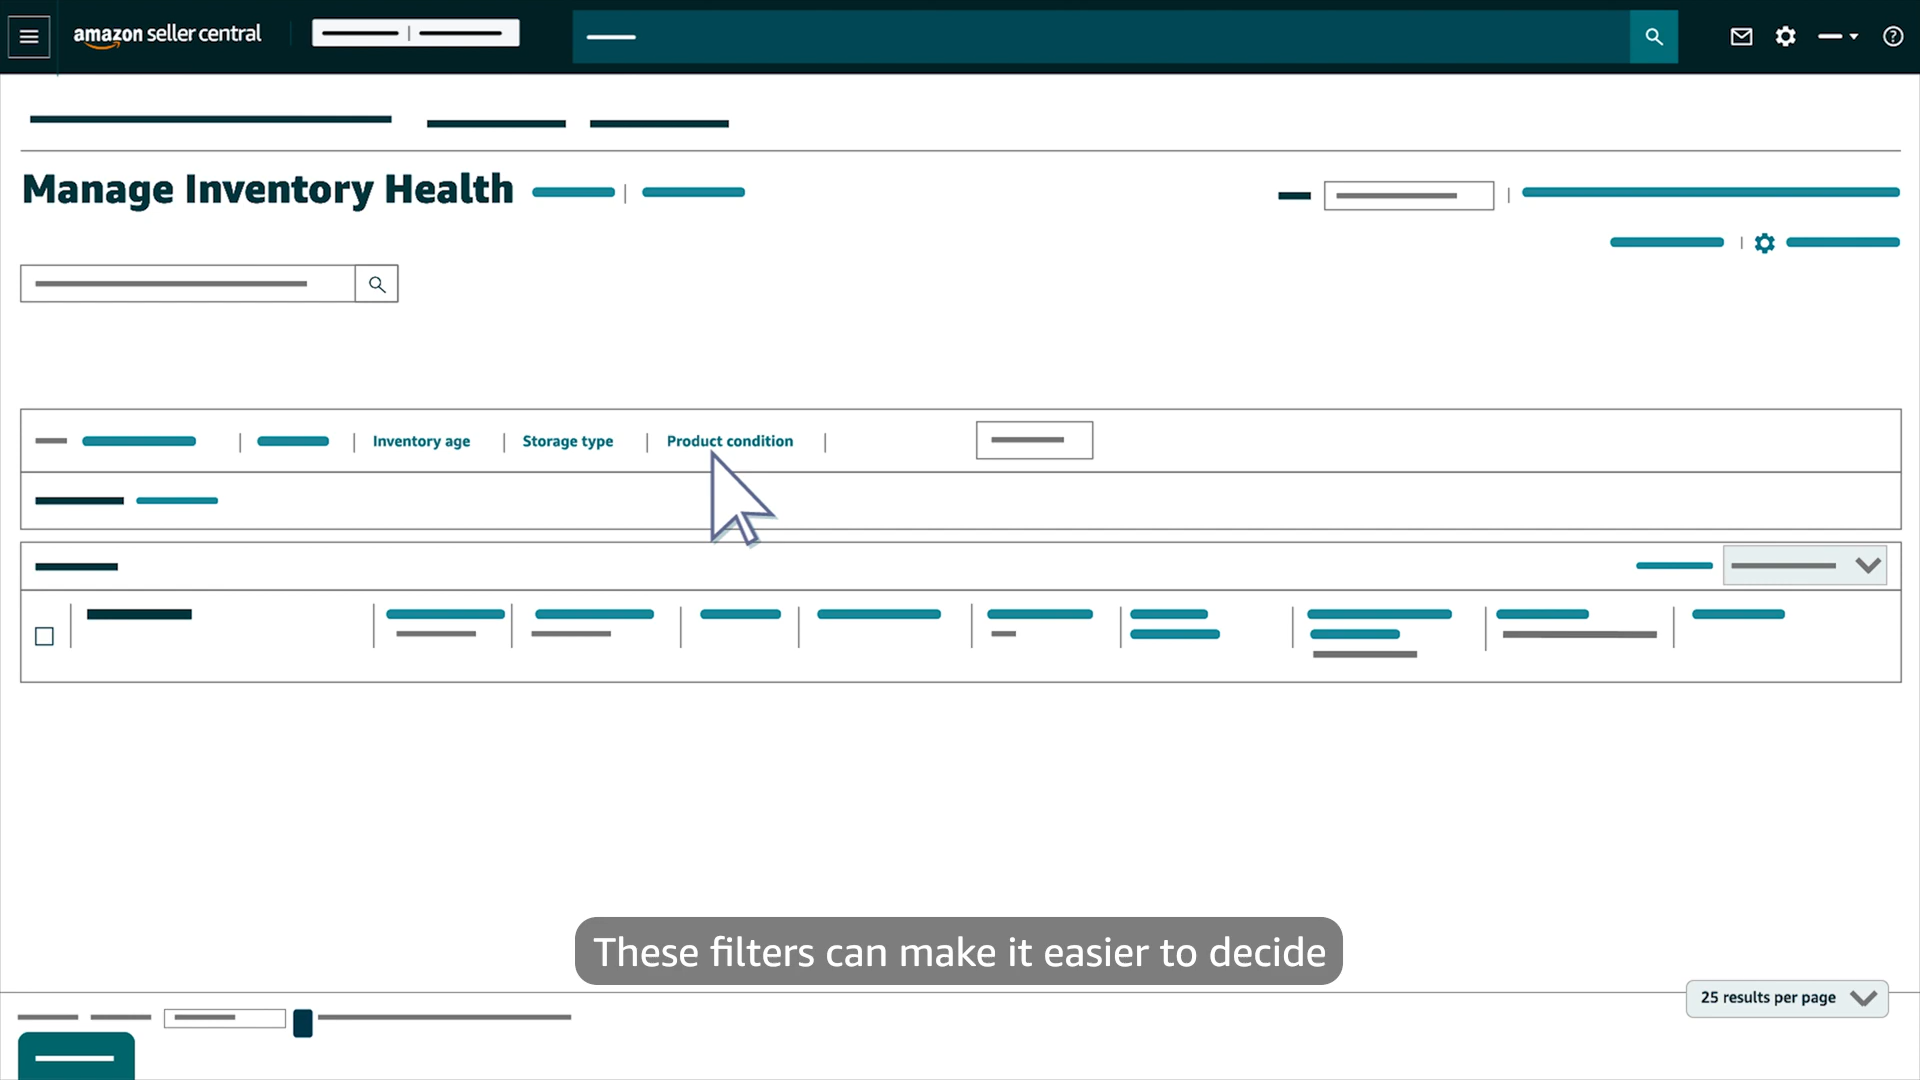 amazon seller central
Manage Inventory Health
Inventory age
Storage type
Product condition
These filters can make it easier to decide
25 results per page